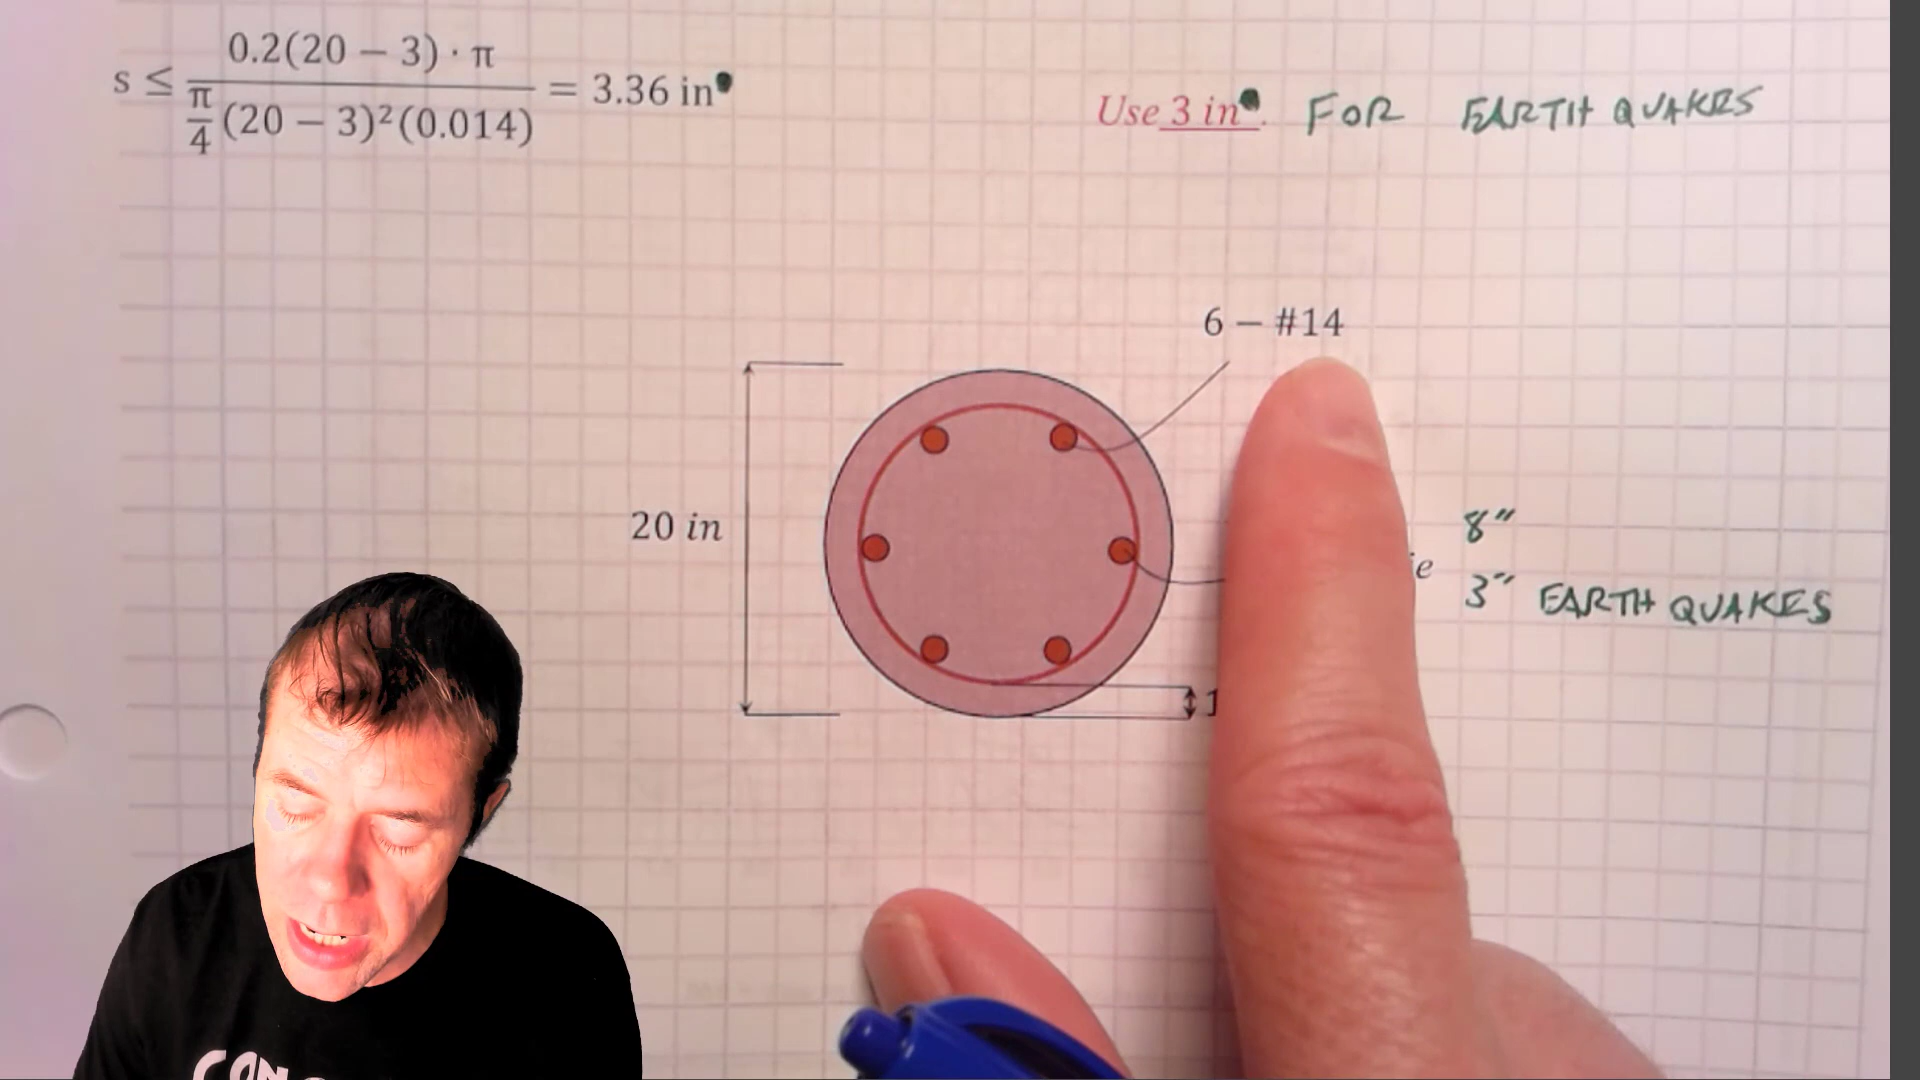 s ≤ 0.2(20 − 3) · π / π/4 (20 − 3)²(0.014) = 3.36 in
Use 3 in. FOR EARTH QUAKES
6 − #14
20 in
8"
3" EARTH QUAKES